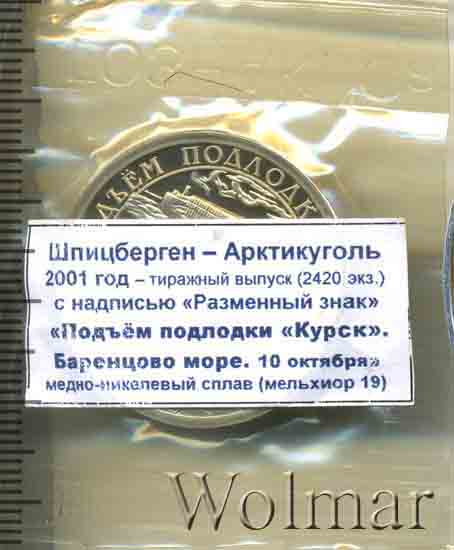 ПОДЪЁМ ПОДЛОДК
Шпицберген – Арктикуголь
2001 год – тиражный выпуск (2420 экз.)
с надписью «Разменный знак»
«Подъём подлодки «Курск».
Баренцово море. 10 октября»
медно-никелевый сплав (мельхиор 19)
Wolmar